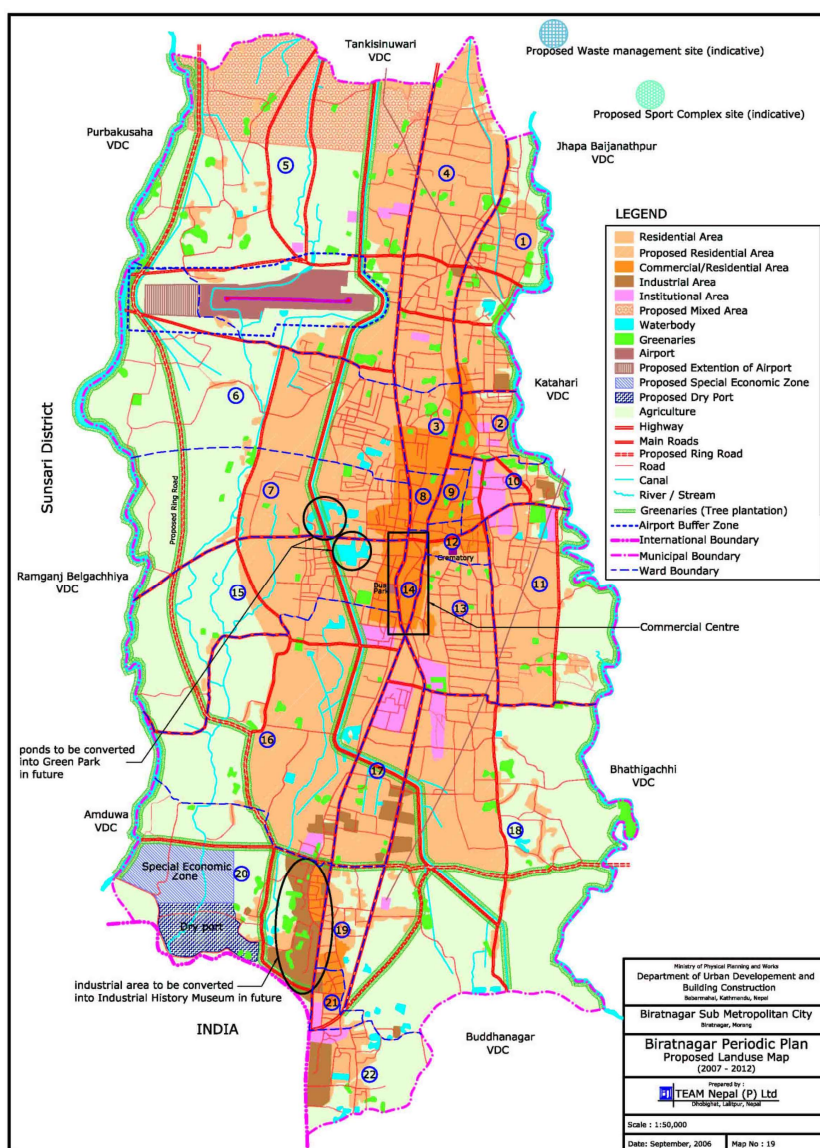 Tankisinuwari
VDC
Proposed Waste management site (indicative)
Proposed Sport Complex site (indicative)
Purbakusaha
VDC
Jhapa Baijanathpur
VDC
5
4
1
LEGEND
Residential Area
Proposed Residential Area
Commercial/Residential Area
Industrial Area
Institutional Area
Proposed Mixed Area
Waterbody
Greenaries
Airport
Proposed Extention of Airport
Proposed Special Economic Zone
Proposed Dry Port
Agriculture
Highway
Main Roads
Proposed Ring Road
Road
Canal
River / Stream
Greenaries (Tree plantation)
Airport Buffer Zone
International Boundary
Municipal Boundary
Ward Boundary
Katahari
VDC
6
3
2
Sunsari District
7
8
9
10
Proposed Ring Road
12
Crematory
Ramganj Belgachhiya
VDC
15
Park
14
13
11
Commercial Centre
ponds to be converted
into Green Park
in future
16
17
Bhathigachhi
VDC
Amduwa
VDC
18
Special Economic
Zone
20
Dry port
19
industrial area to be converted
into Industrial History Museum in future
21
INDIA
Buddhanagar
VDC
22
Ministry of Physical Planning and Works
Department of Urban Developement and
Building Construction
Babermahal, Kathmandu, Nepal
Biratnagar Sub Metropolitan City
Biratnagar, Morang
Biratnagar Periodic Plan
Proposed Landuse Map
(2007 - 2012)
Prepared by :
TEAM Nepal (P) Ltd
Dhobighat, Lalitpur, Nepal
Scale : 1:50,000
Date: September, 2006
Map No : 19